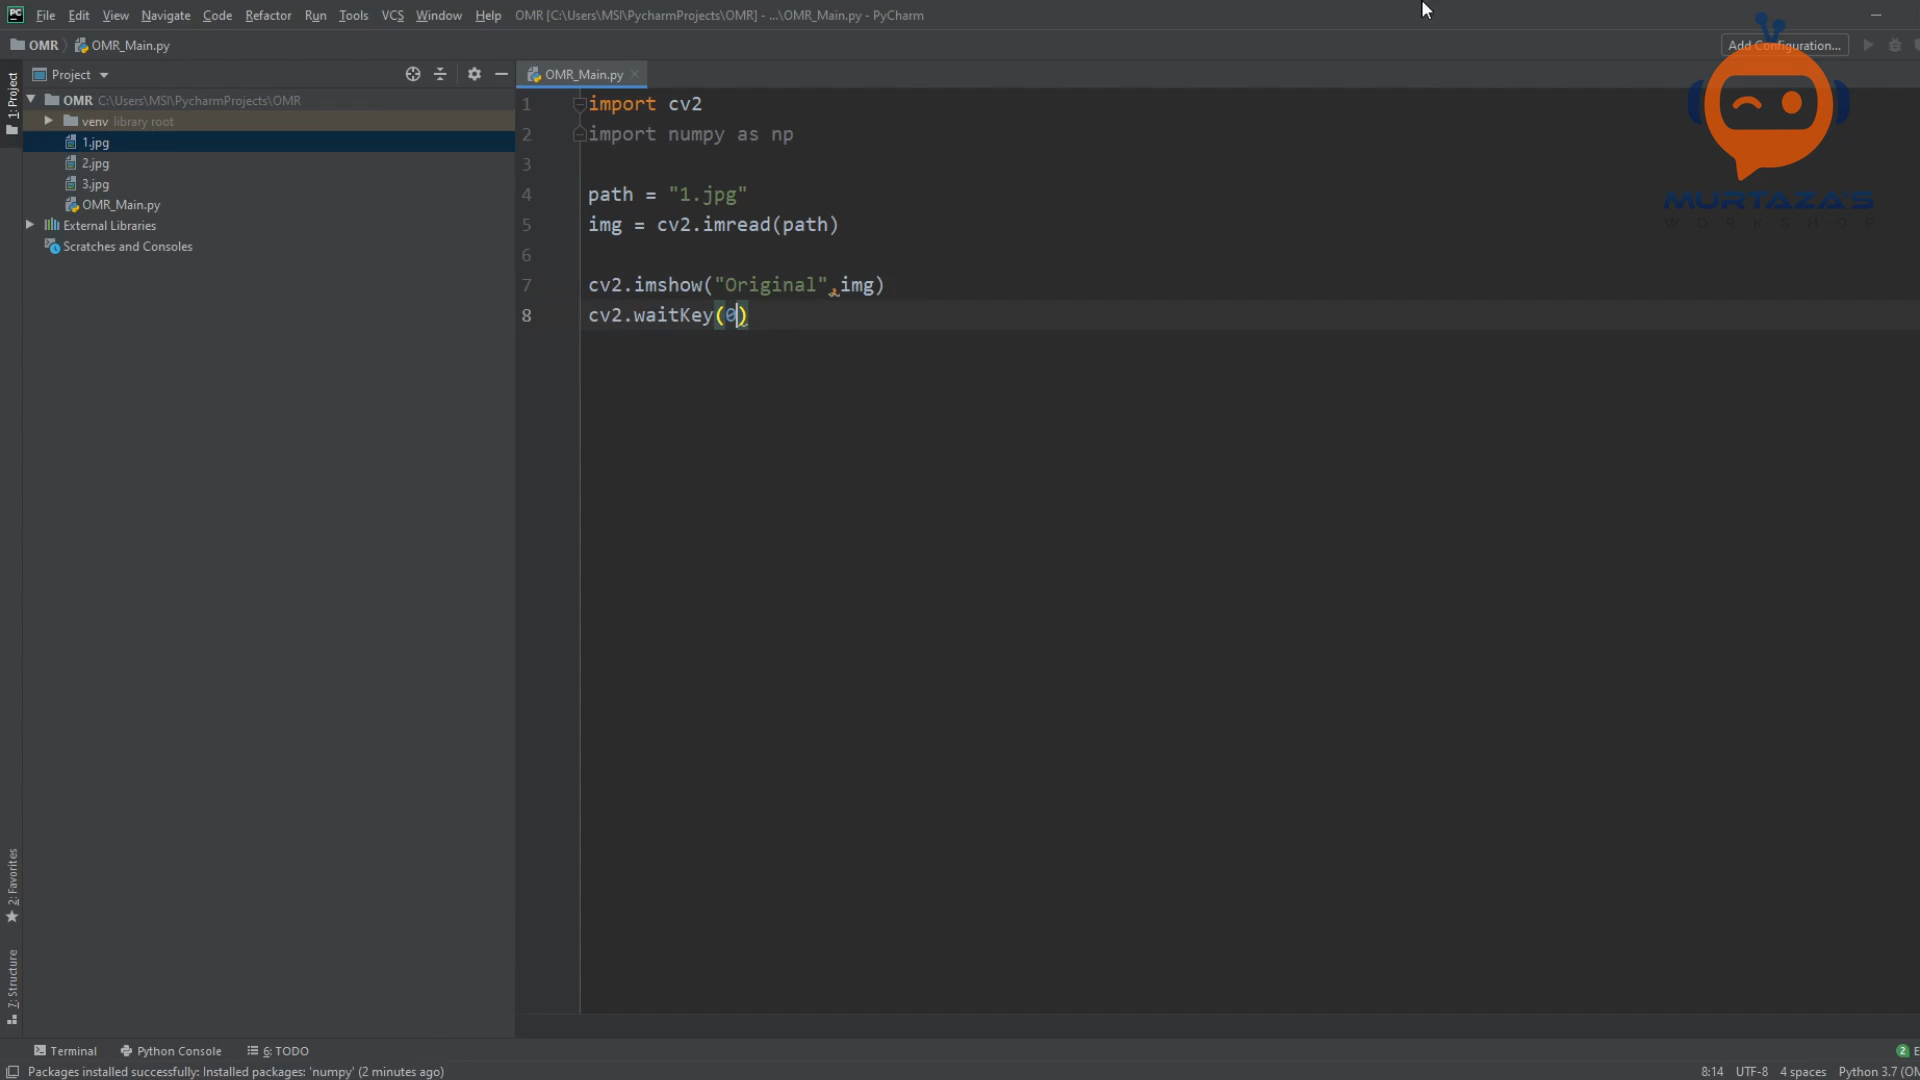 File Edit View Navigate Code Refactor Run Tools VCS Window Help OMR [C:\Users\MSI\PycharmProjects\OMR] - ...\OMR_Main.py - PyCharm
OMR OMR_Main.py
Add Configuration...
1: Project
Project
OMR C:\Users\MSI\PycharmProjects\OMR
venv library root
1.jpg
2.jpg
3.jpg
OMR_Main.py
External Libraries
Scratches and Consoles
OMR_Main.py
1 import cv2
2 import numpy as np
3
4 path = "1.jpg"
5 img = cv2.imread(path)
6
7 cv2.imshow("Original",img)
8 cv2.waitKey(0)
MURTAZA'S
WORKSHOP
2: Favorites
7: Structure
Terminal Python Console 6: TODO
2 E
Packages installed successfully: Installed packages: 'numpy' (2 minutes ago)
8:14 UTF-8 4 spaces Python 3.7 (OM